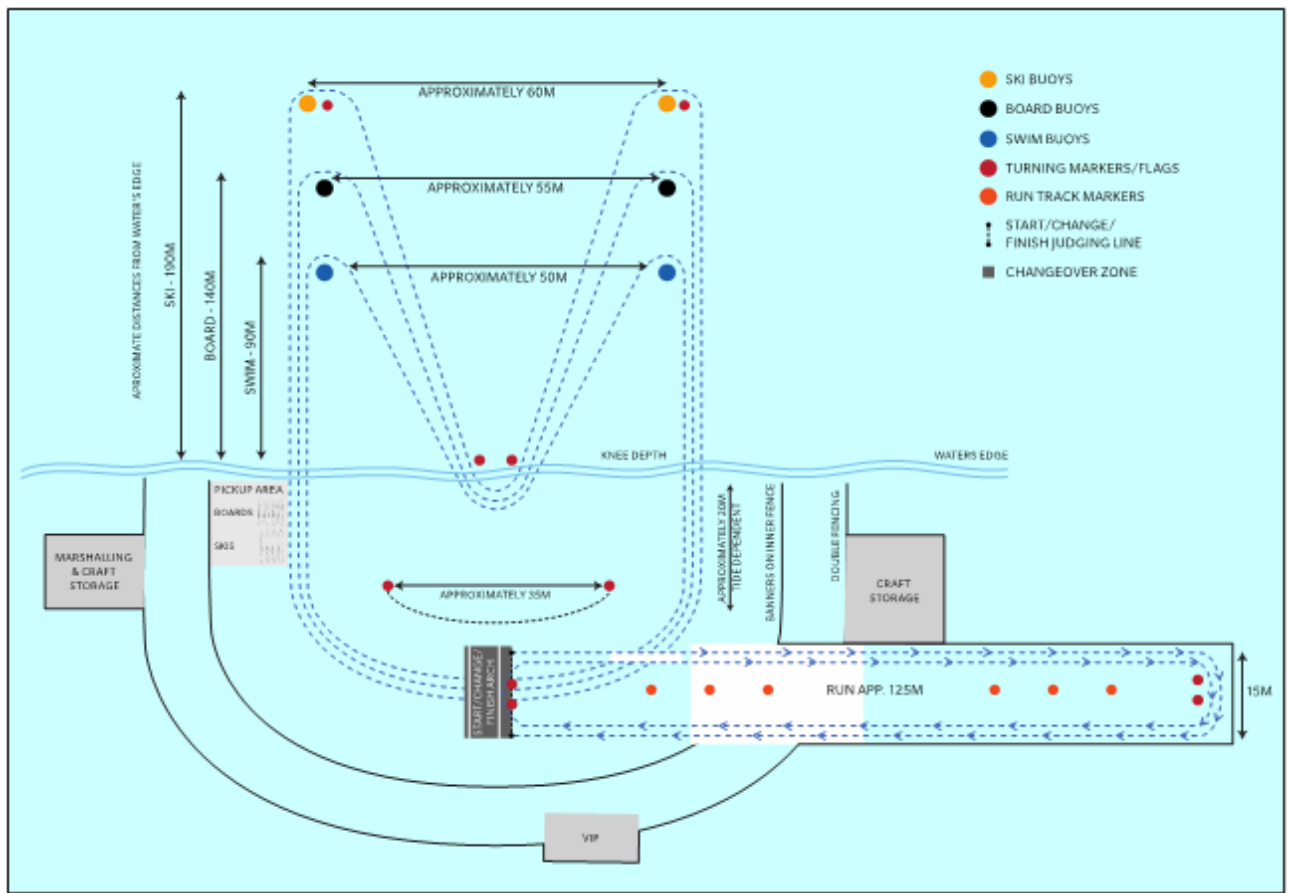 APPROXIMATELY 60M
SKI BUOYS
BOARD BUOYS
SWIM BUOYS
TURNING MARKERS/FLAGS
RUN TRACK MARKERS
START/CHANGE/
FINISH JUDGING LINE
CHANGEOVER ZONE
APPROXIMATELY 55M
APPROXIMATELY 50M
APROXIMATE DISTANCES FROM WATER'S EDGE
SKI - 190M
BOARD - 140M
SWIM - 90M
KNEE DEPTH
WATERS EDGE
PICKUP AREA
BOARDS
SKIS
MARSHALLING
& CRAFT
STORAGE
APPROXIMATELY 35M
APPROXIMATELY 20M
TIDE DEPENDENT
BANNERS ON INNER FENCE
DOUBLE FENCING
CRAFT
STORAGE
START/CHANGE/
FINISH ARCH
RUN APP. 125M
15M
VIP